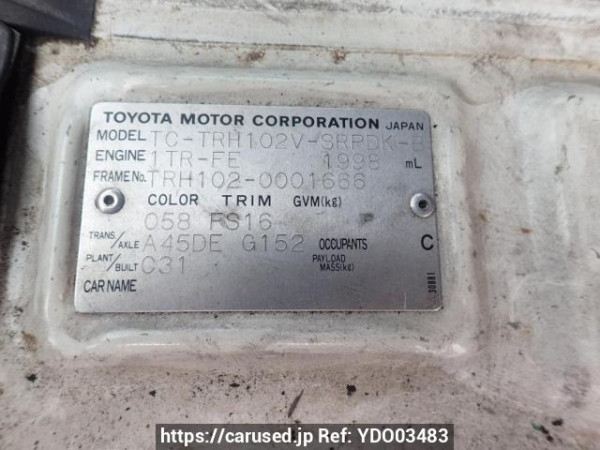 TOYOTA MOTOR CORPORATION JAPAN
MODEL TC-TRH102V-SRPDK-B
ENGINE 1TR-FE 1998 mL
FRAME No. TRH102-0001666
COLOR TRIM GVM(kg)
058 FS16
TRANS./AXLE A45DE G152 OCCUPANTS C
PLANT/BUILT C31 PAYLOAD MASS(kg)
CAR NAME
30881
https://carused.jp Ref: YDO03483